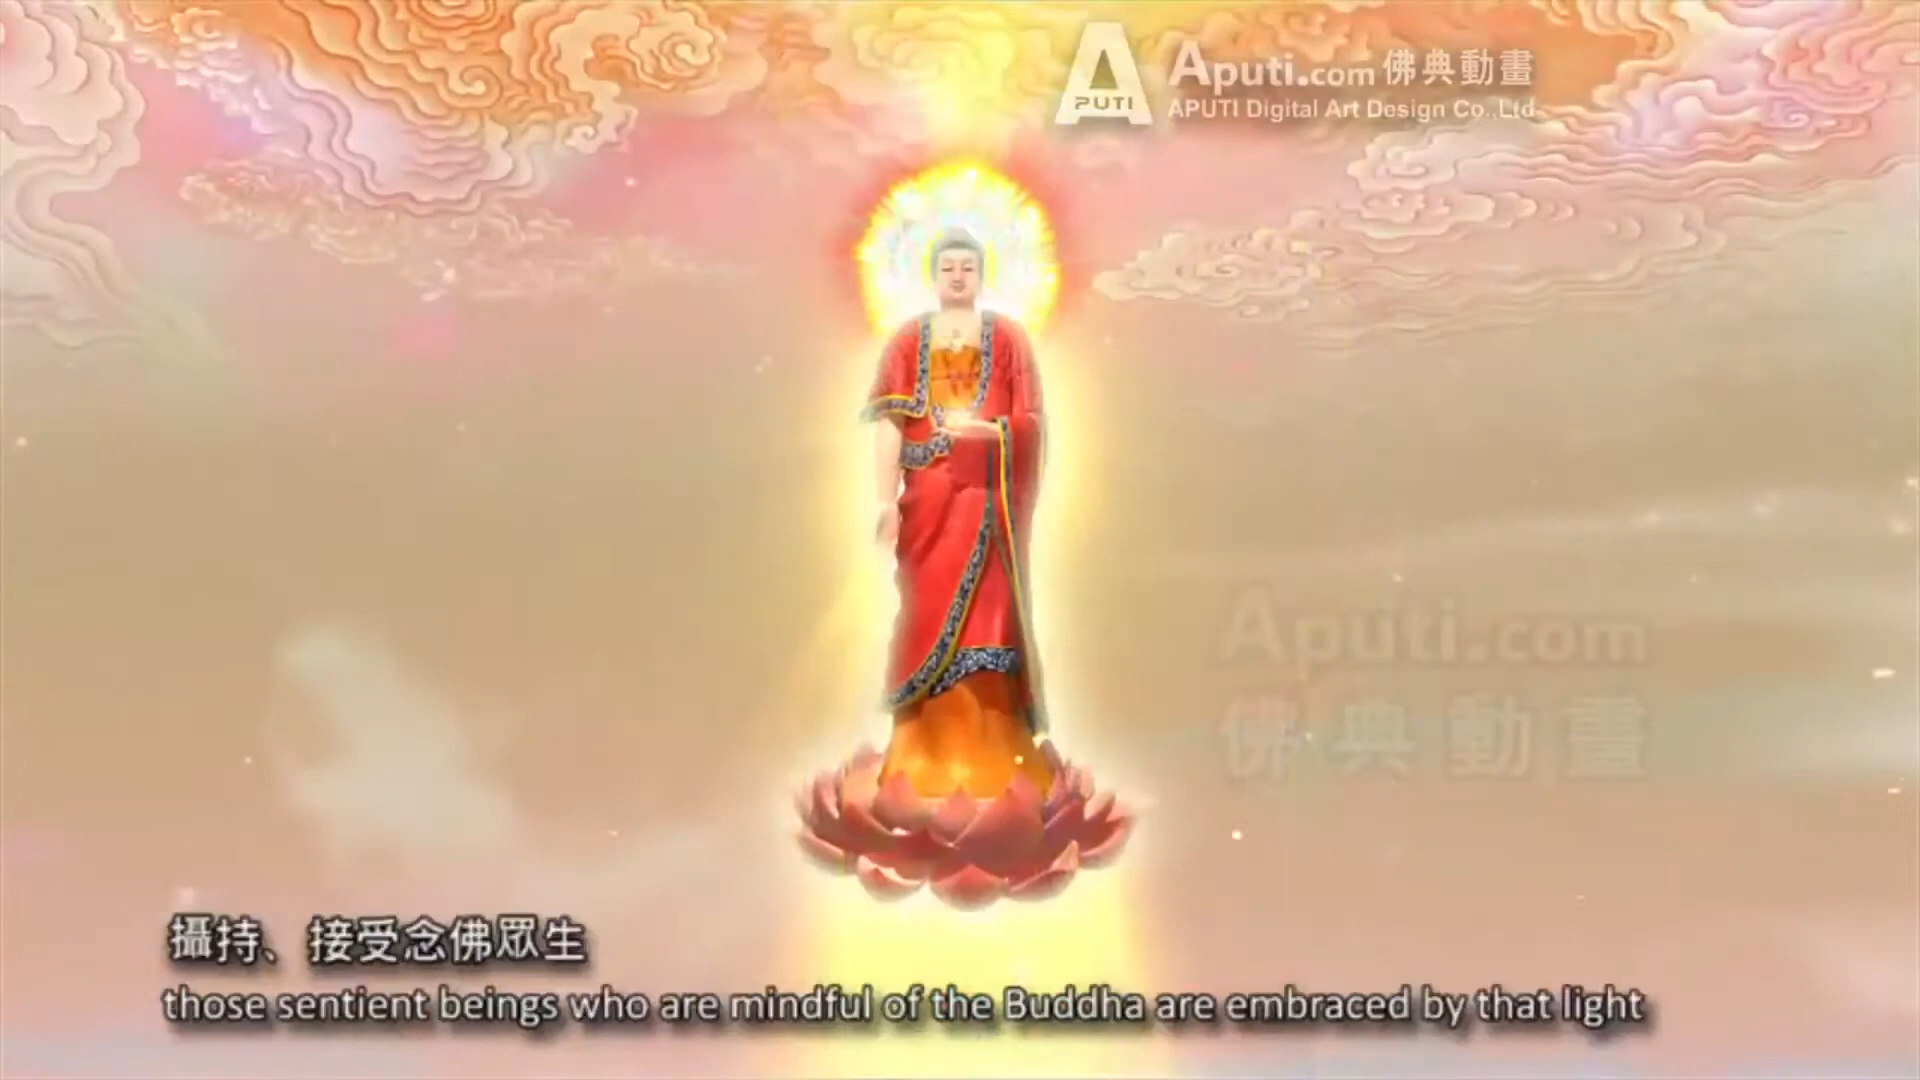 A PUTI
Aputi.com 佛典動畫
APUTI Digital Art Design Co.,Ltd
Aputi.com
佛典動畫
攝持、接受念佛眾生
those sentient beings who are mindful of the Buddha are embraced by that light